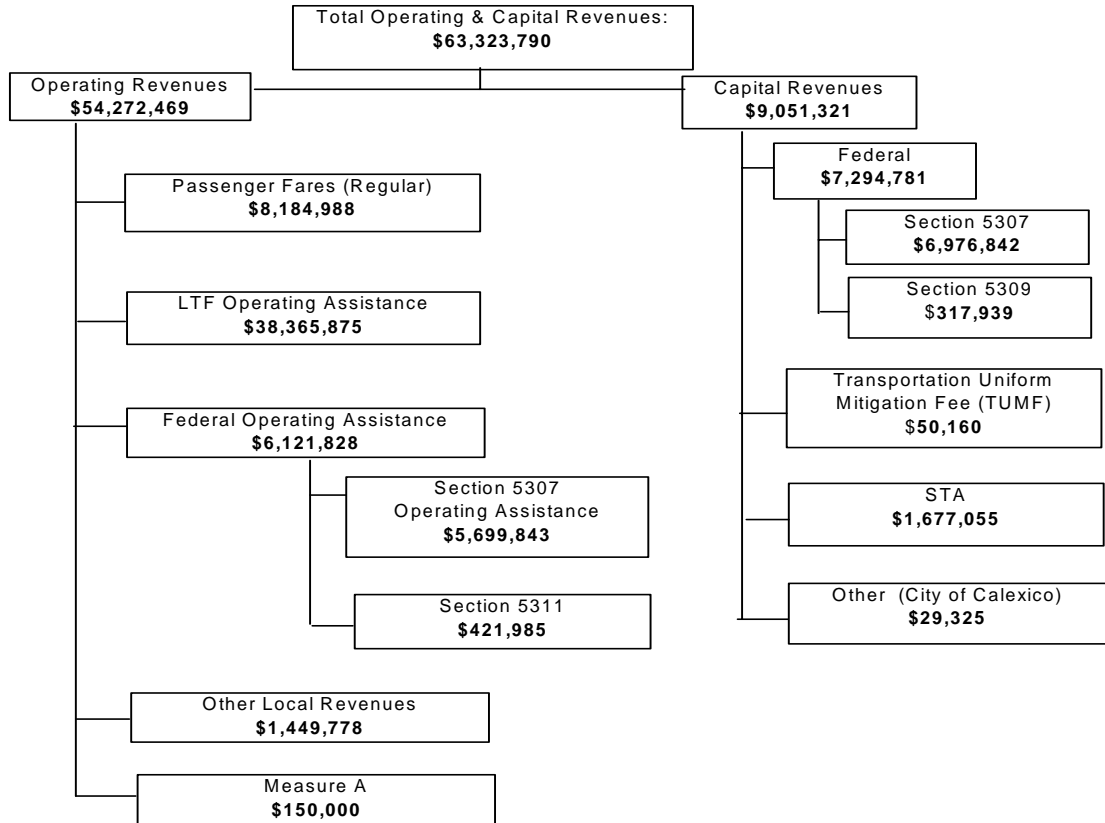 Total Operating & Capital Revenues:
$63,323,790
Operating Revenues
$54,272,469
Passenger Fares (Regular)
$8,184,988
LTF Operating Assistance
$38,365,875
Federal Operating Assistance
$6,121,828
Section 5307
Operating Assistance
$5,699,843
Section 5311
$421,985
Other Local Revenues
$1,449,778
Measure A
$150,000
Capital Revenues
$9,051,321
Federal
$7,294,781
Section 5307
$6,976,842
Section 5309
$317,939
Transportation Uniform
Mitigation Fee (TUMF)
$50,160
STA
$1,677,055
Other (City of Calexico)
$29,325